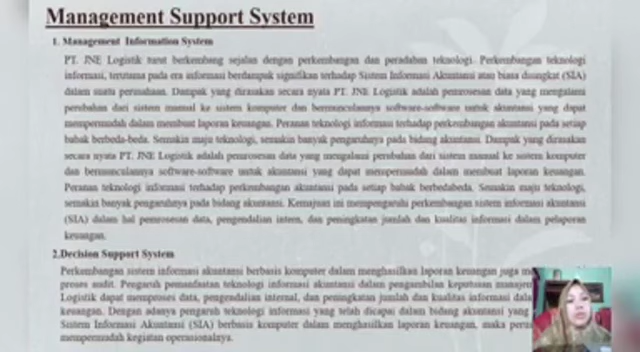 Management Support System
1. Management Information System
PT. JNE Logistik turut berkembang sejalan dengan perkembangan dan peradaban teknologi. Perkembangan teknologi
informasi, terutama pada era informasi berdampak signifikan terhadap Sistem Informasi Akuntansi atau biasa disingkat (SIA)
dalam suatu perusahaan. Dampak yang dirasakan secara nyata PT. JNE Logistik adalah pemrosesan data yang mengalami
perubahan dari sistem manual ke sistem komputer dan bermunculannya software-software untuk akuntansi yang dapat
mempermudah dalam membuat laporan keuangan. Peranan teknologi informasi terhadap perkembangan akuntansi pada setiap
babak berbeda-beda. Semakin maju teknologi, semakin banyak pengaruhnya pada bidang akuntansi. Dampak yang dirasakan
secara nyata PT. JNE Logistik adalah pemrosesan data yang mengalami perubahan dari sistem manual ke sistem komputer
dan bermunculannya software-software untuk akuntansi yang dapat mempermudah dalam membuat laporan keuangan.
Peranan teknologi informasi terhadap perkembangan akuntansi pada setiap babak berbedabeda. Semakin maju teknologi,
semakin banyak pengaruhnya pada bidang akuntansi. Kemajuan ini mempengaruhi perkembangan sistem informasi akuntansi
(SIA) dalam hal pemrosesan data, pengendalian intern, dan peningkatan jumlah dan kualitas informasi dalam pelaporan
keuangan.
2.Decision Support System
Perkembangan sistem informasi akuntansi berbasis komputer dalam menghasilkan laporan keuangan juga
proses audit. Pengaruh pemanfaatan teknologi informasi akuntansi dalam pengambilan keputusan
Logistik dapat memproses data, pengendalian internal, dan peningkatan jumlah dan kualitas informasi
keuangan. Dengan adanya pengaruh teknologi informasi yang telah dicapai dalam bidang akuntansi yang
Sistem Informasi Akuntansi (SIA) berbasis komputer dalam menghasilkan laporan keuangan, maka
mempermudah kegiatan operasionalnya.